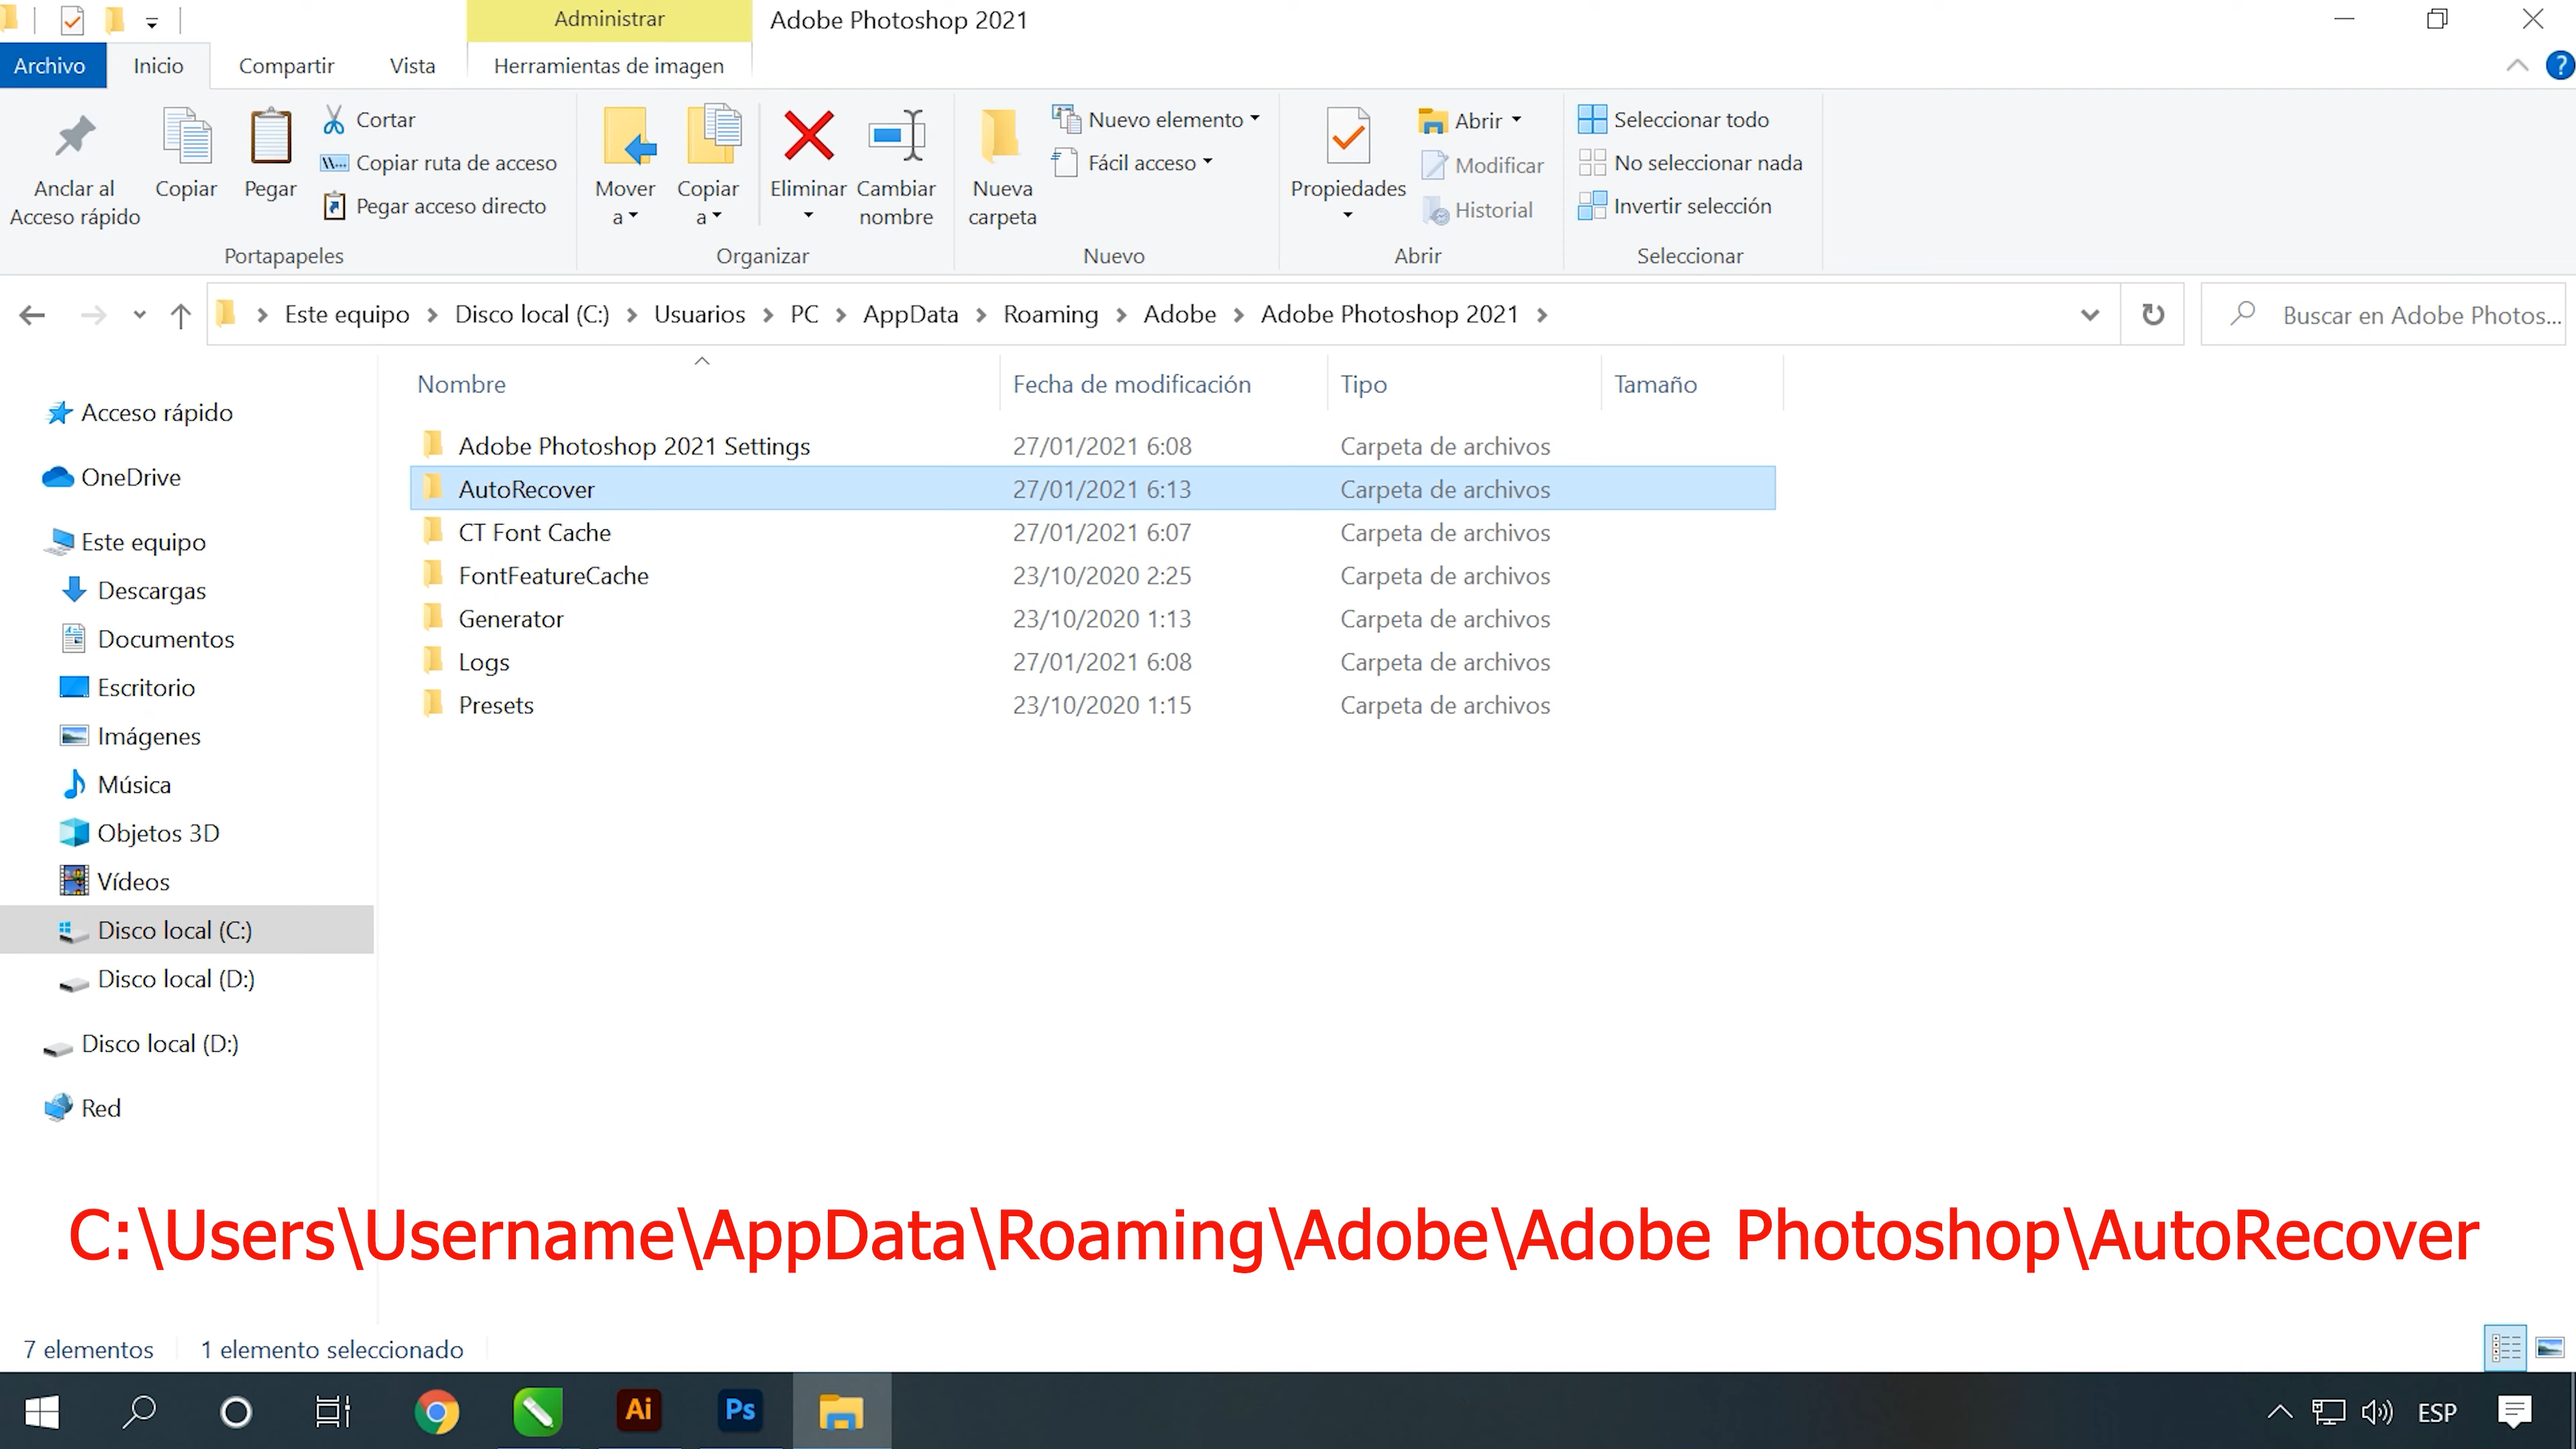 Administrar
Adobe Photoshop 2021
Archivo
Inicio
Compartir
Vista
Herramientas de imagen
?
Anclar al
Acceso rápido
Copiar
Pegar
Cortar
Copiar ruta de acceso
Pegar acceso directo
Portapapeles
Mover
a
Copiar
a
Eliminar
Cambiar
nombre
Organizar
Nueva
carpeta
Nuevo elemento
Fácil acceso
Nuevo
Propiedades
Abrir
Modificar
Historial
Abrir
Seleccionar todo
No seleccionar nada
Invertir selección
Seleccionar
Este equipo
Disco local (C:)
Usuarios
PC
AppData
Roaming
Adobe
Adobe Photoshop 2021
Buscar en Adobe Photos...
Acceso rápido
OneDrive
Este equipo
Descargas
Documentos
Escritorio
Imágenes
Música
Objetos 3D
Vídeos
Disco local (C:)
Disco local (D:)
Disco local (D:)
Red
Nombre Fecha de modificación Tipo Tamaño
Adobe Photoshop 2021 Settings 27/01/2021 6:08 Carpeta de archivos
AutoRecover 27/01/2021 6:13 Carpeta de archivos
CT Font Cache 27/01/2021 6:07 Carpeta de archivos
FontFeatureCache 23/10/2020 2:25 Carpeta de archivos
Generator 23/10/2020 1:13 Carpeta de archivos
Logs 27/01/2021 6:08 Carpeta de archivos
Presets 23/10/2020 1:15 Carpeta de archivos
C:\Users\Username\AppData\Roaming\Adobe\Adobe Photoshop\AutoRecover
7 elementos
1 elemento seleccionado
Ai
Ps
ESP